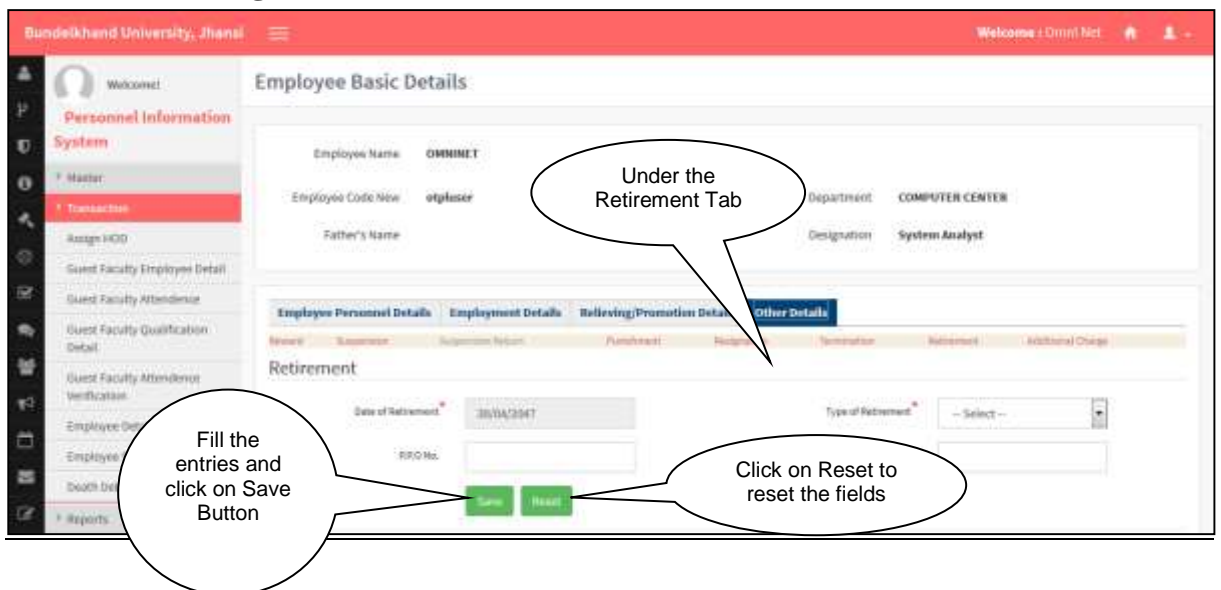 Bundelkhand University, Jhansi
Welcome : Omni Net
Welcome!
Personnel Information
System
Master
Transaction
Assign HOD
Guest Faculty Employee Detail
Guest Faculty Attendence
Guest Faculty Qualification
Detail
Guest Faculty Attendence
Verification
Employee
Employee
Death
Reports
Employee Basic Details
Employee Name OMNINET
Employee Code New otpluser Department COMPUTER CENTER
Father's Name Designation System Analyst
Under the
Retirement Tab
Employee Personnel Details Employment Details Relieving/Promotion Other Details
Reward Suspension Suspension Return Punishment Termination Retirement Additional Charge
Retirement
Date of Retirement* 30/04/2047 Type of Retirement* -- Select --
P.P.O No.
Save Reset
Fill the
entries and
click on Save
Button
Click on Reset to
reset the fields